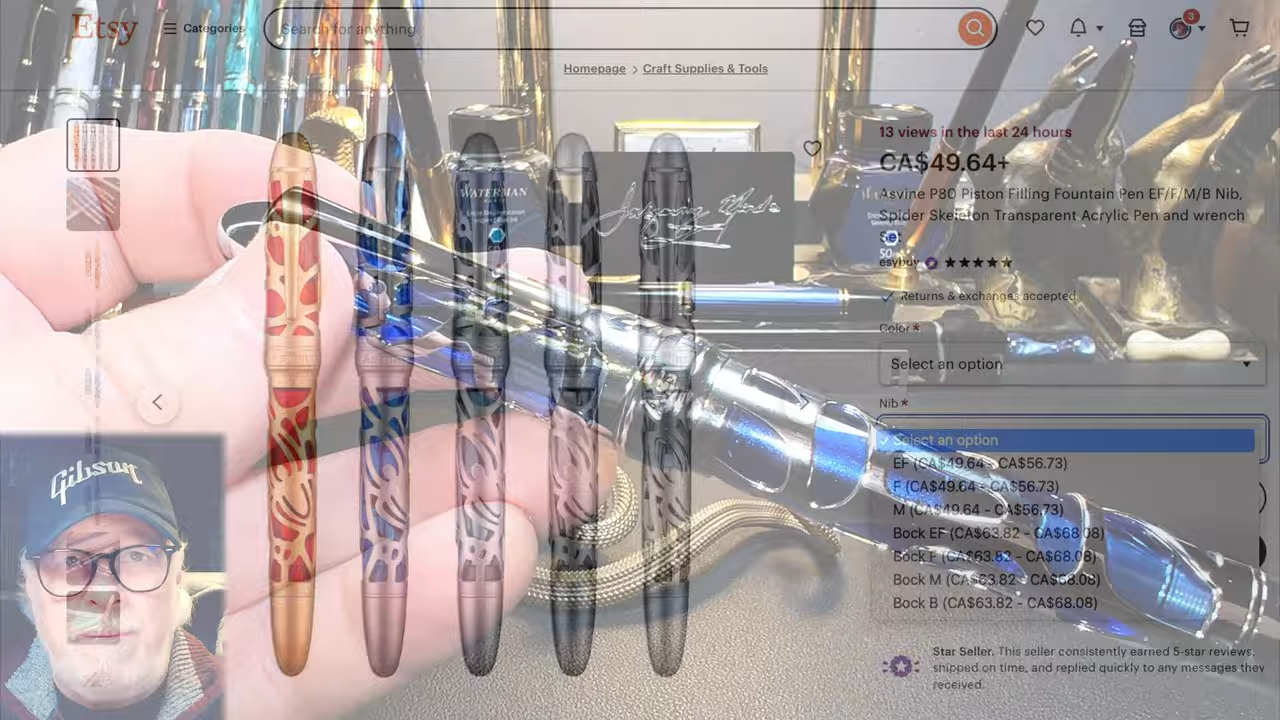 Etsy
Categories
Search for anything
3
Homepage > Craft Supplies & Tools
13 views in the last 24 hours
CA$49.64+
Asvine P80 Piston Filling Fountain Pen EF/F/M/B Nib,
Spider Skeleton Transparent Acrylic Pen and wrench
Set
esybuy
Returns & exchanges accepted
Color*
Select an option
Nib*
Select an option
EF (CA$49.64 - CA$56.73)
F (CA$49.64 - CA$56.73)
M (CA$49.64 - CA$56.73)
Bock EF (CA$63.82 - CA$68.08)
Bock F (CA$63.82 - CA$68.08)
Bock M (CA$63.82 - CA$68.08)
Bock B (CA$63.82 - CA$68.08)
Star Seller. This seller consistently earned 5-star reviews,
shipped on time, and replied quickly to any messages they
received.
WATERMAN
50
Gibson